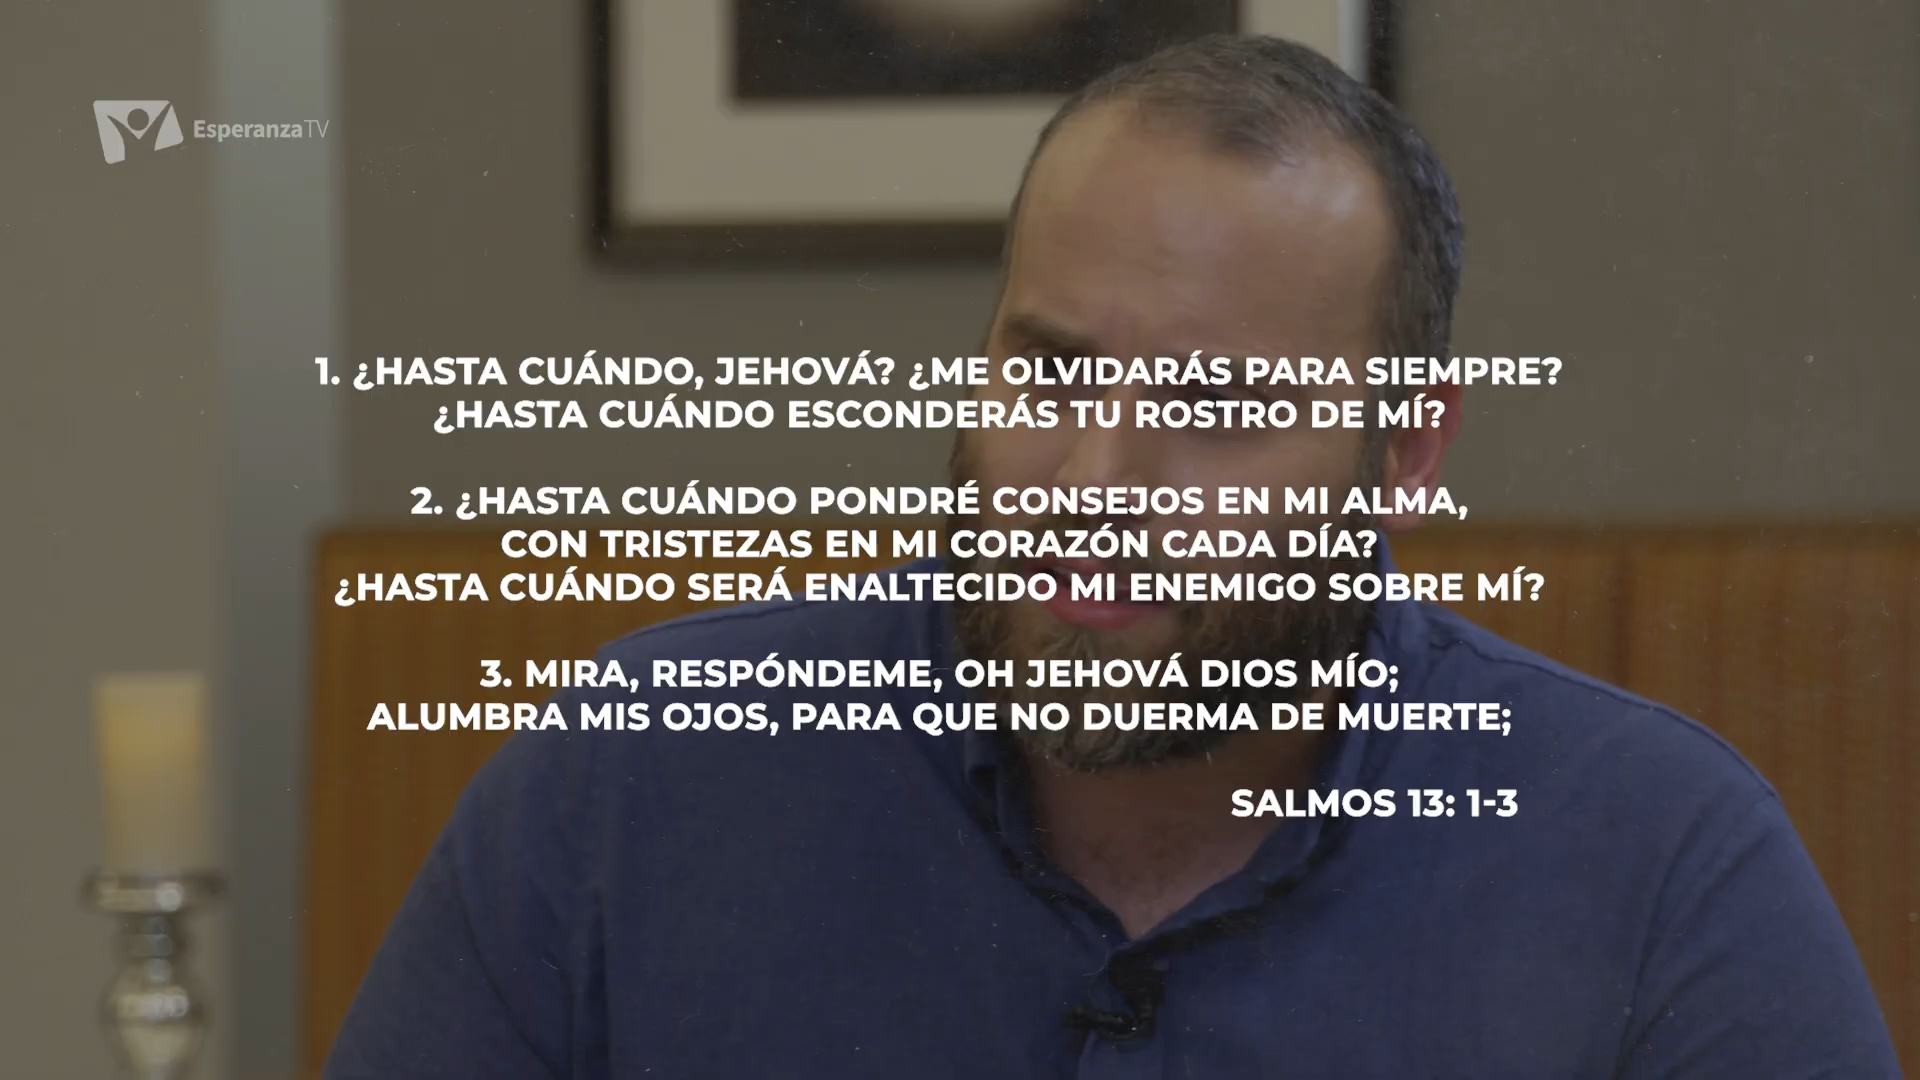 EsperanzaTV
1. ¿HASTA CUÁNDO, JEHOVÁ? ¿ME OLVIDARÁS PARA SIEMPRE?
¿HASTA CUÁNDO ESCONDERÁS TU ROSTRO DE MÍ?
2. ¿HASTA CUÁNDO PONDRÉ CONSEJOS EN MI ALMA,
CON TRISTEZAS EN MI CORAZÓN CADA DÍA?
¿HASTA CUÁNDO SERÁ ENALTECIDO MI ENEMIGO SOBRE MÍ?
3. MIRA, RESPÓNDEME, OH JEHOVÁ DIOS MÍO;
ALUMBRA MIS OJOS, PARA QUE NO DUERMA DE MUERTE;
SALMOS 13: 1-3